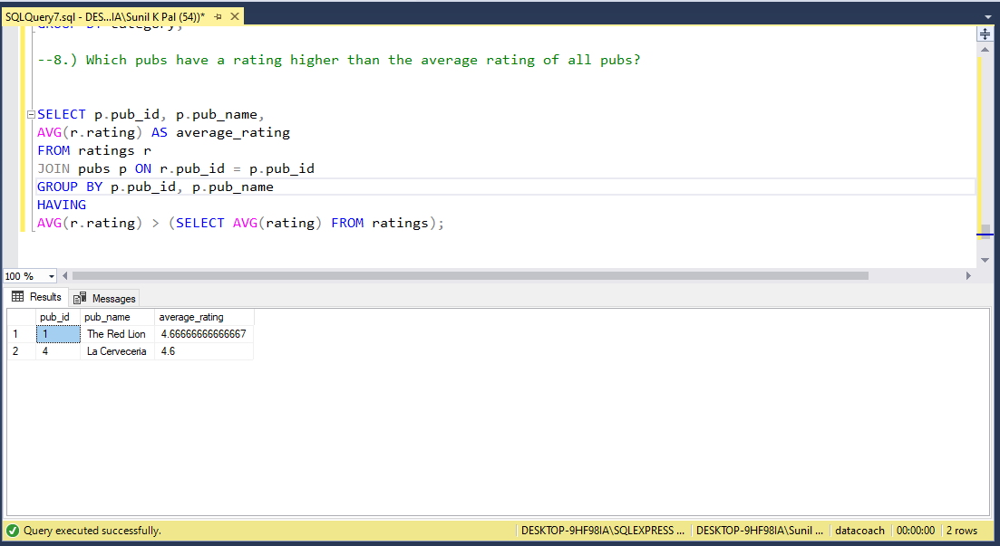 SQLQuery7.sql - DES...IA\Sunil K Pal (54))*
GROUP BY category;
--8.) Which pubs have a rating higher than the average rating of all pubs?
SELECT p.pub_id, p.pub_name,
AVG(r.rating) AS average_rating
FROM ratings r
JOIN pubs p ON r.pub_id = p.pub_id
GROUP BY p.pub_id, p.pub_name
HAVING
AVG(r.rating) > (SELECT AVG(rating) FROM ratings);
100 %
Results Messages
pub_id pub_name average_rating
1 1 The Red Lion 4.66666666666667
2 4 La Cerveceria 4.6
Query executed successfully. DESKTOP-9HF98IA\SQLEXPRESS ... DESKTOP-9HF98IA\Sunil ... datacoach 00:00:00 2 rows